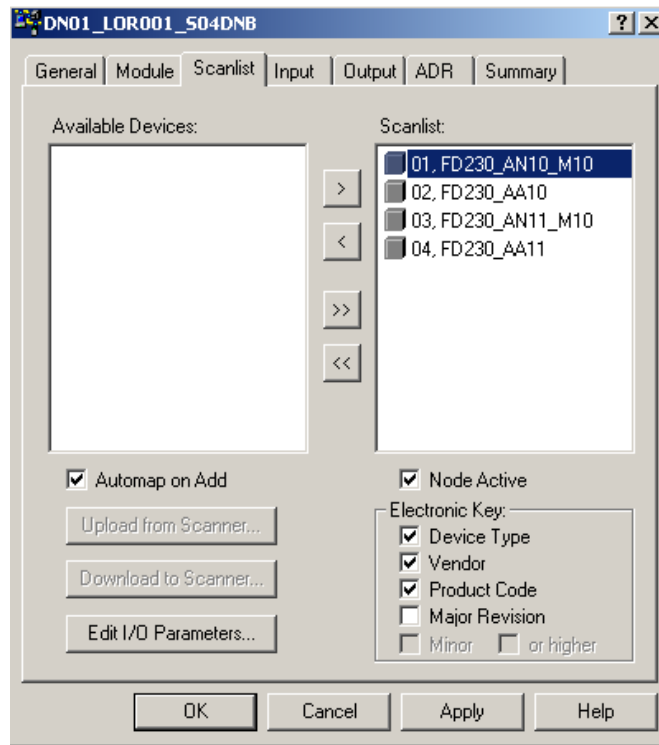 DN01_LOR001_S04DNB
General Module Scanlist Input Output ADR Summary
Available Devices:
Scanlist:
>
<
>>
<<
01, FD230_AN10_M10
02, FD230_AA10
03, FD230_AN11_M10
04, FD230_AA11
Automap on Add
Upload from Scanner...
Download to Scanner...
Edit I/O Parameters...
Node Active
Electronic Key:
Device Type
Vendor
Product Code
Major Revision
Minor or higher
OK Cancel Apply Help